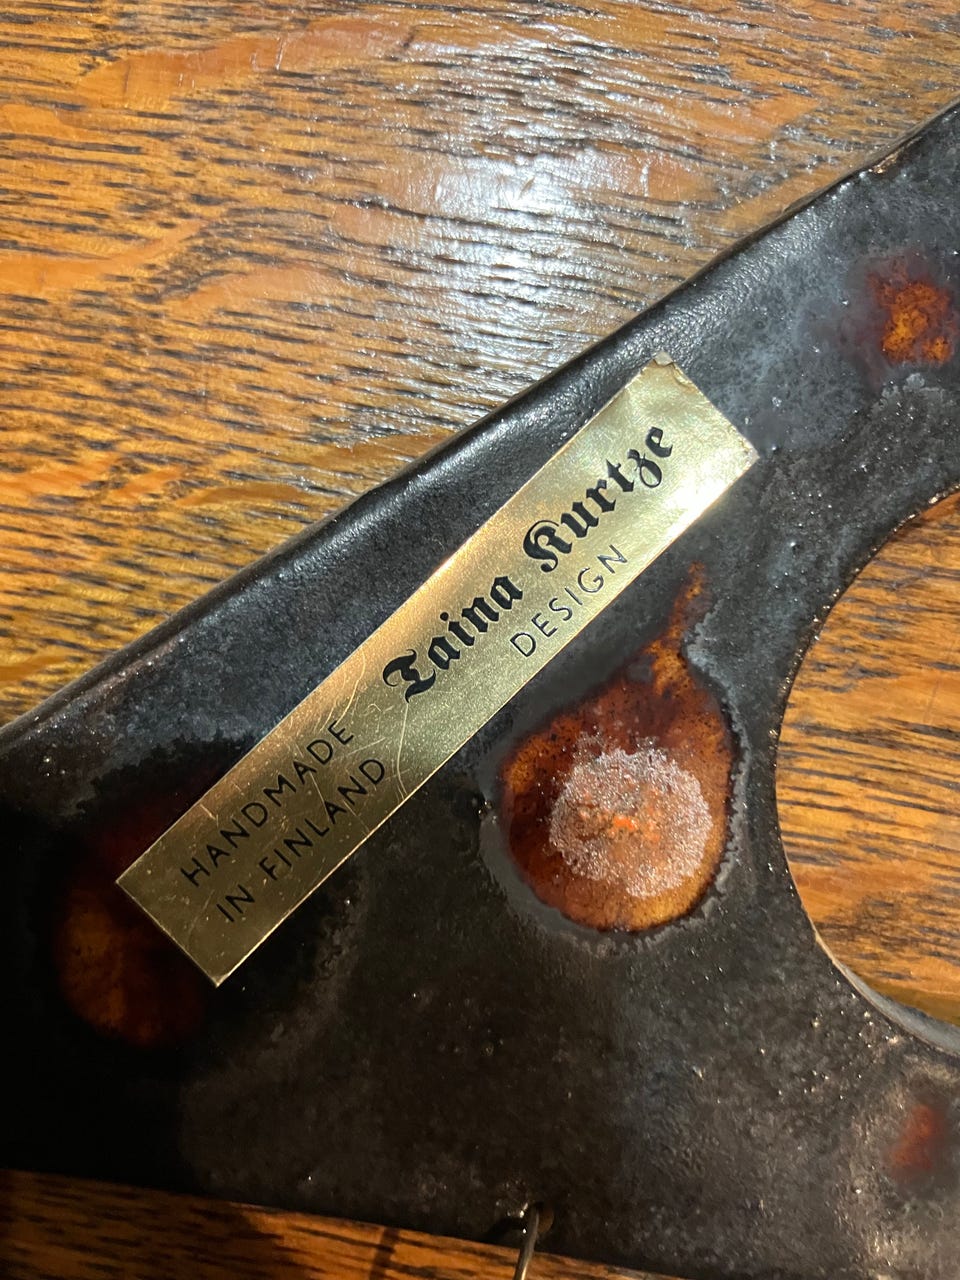 HANDMADE
IN FINLAND
Taina Kurtze
DESIGN